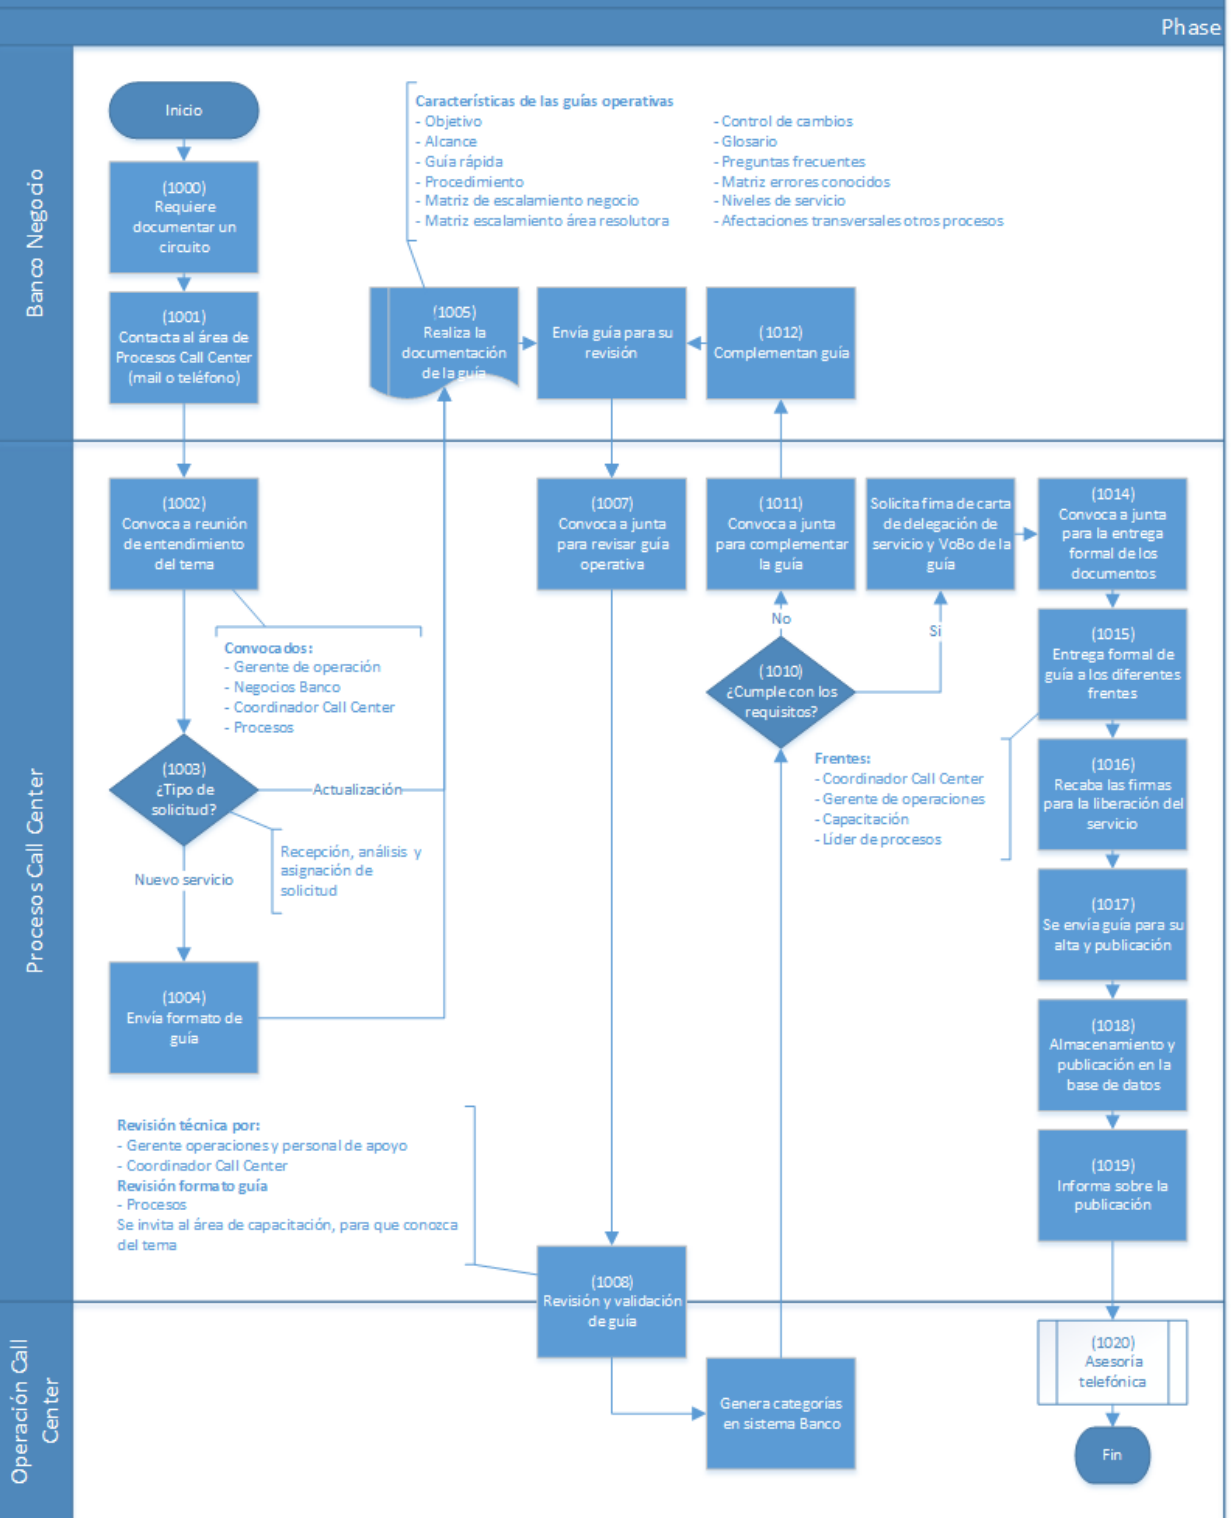 Phase
Banco Negocio
Inicio
(1000)
Requiere
documentar un
circuito
(1001)
Contacta al área de
Procesos Call Center
(mail o teléfono)
Características de las guías operativas
- Objetivo
- Alcance
- Guía rápida
- Procedimiento
- Matriz de escalamiento negocio
- Matriz escalamiento área resolutora
- Control de cambios
- Glosario
- Preguntas frecuentes
- Matriz errores conocidos
- Niveles de servicio
- Afectaciones transversales otros procesos
(1005)
Realiza la
documentación
de la guía
Envía guía para su
revisión
(1012)
Complementan guía
Procesos Call Center
(1002)
Convoca a reunión
de entendimiento
del tema
Convocados:
- Gerente de operación
- Negocios Banco
- Coordinador Call Center
- Procesos
(1003)
¿Tipo de
solicitud?
Actualización
Recepción, análisis y
asignación de
solicitud
Nuevo servicio
(1004)
Envía formato de
guía
(1007)
Convoca a junta
para revisar guía
operativa
(1011)
Convoca a junta
para complementar
la guía
Solicita fima de carta
de delegación de
servicio y VoBo de la
guía
No
Si
(1010)
¿Cumple con los
requisitos?
(1014)
Convoca a junta
para la entrega
formal de los
documentos
(1015)
Entrega formal de
guía a los diferentes
frentes
Frentes:
- Coordinador Call Center
- Gerente de operaciones
- Capacitación
- Líder de procesos
(1016)
Recaba las firmas
para la liberación del
servicio
(1017)
Se envía guía para su
alta y publicación
(1018)
Almacenamiento y
publicación en la
base de datos
(1019)
Informa sobre la
publicación
Revisión técnica por:
- Gerente operaciones y personal de apoyo
- Coordinador Call Center
Revisión formato guía
- Procesos
Se invita al área de capacitación, para que conozca
del tema
(1008)
Revisión y validación
de guía
Operación Call
Center
Genera categorías
en sistema Banco
(1020)
Asesoría
telefónica
Fin